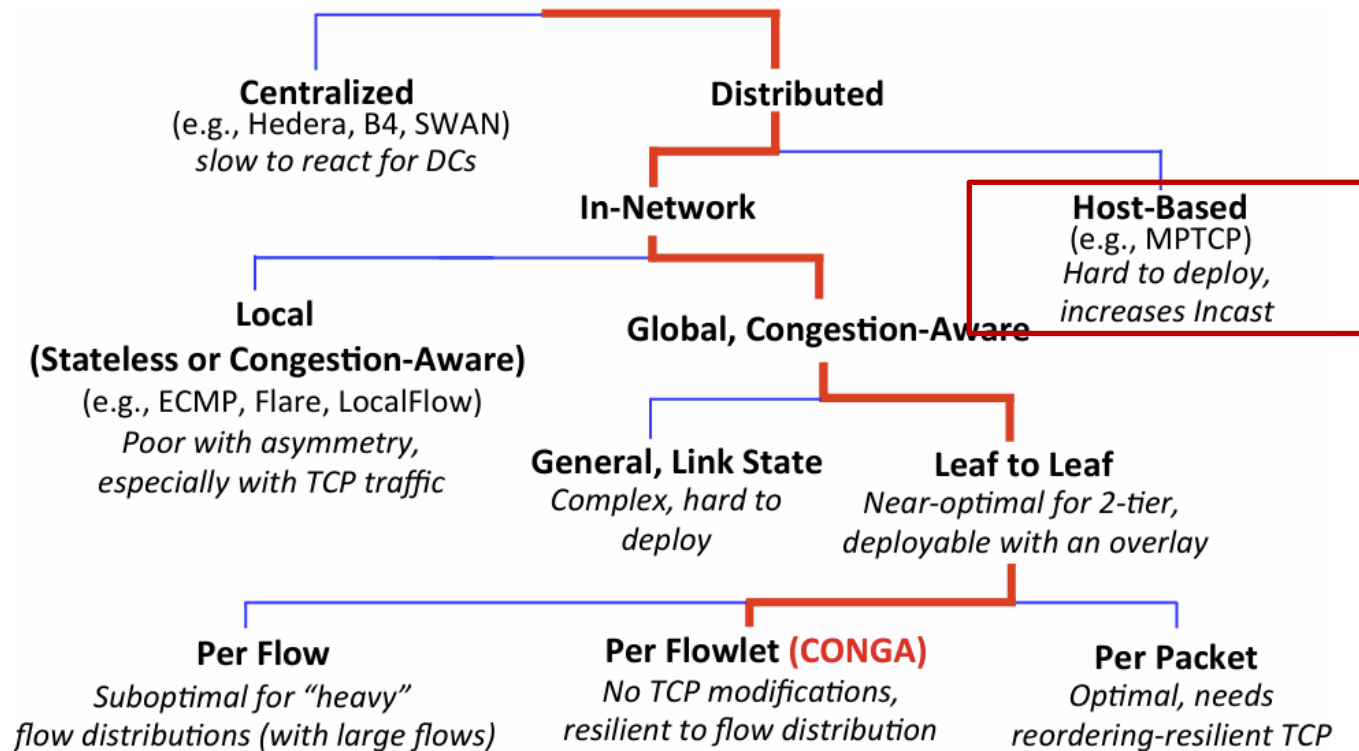 Centralized
(e.g., Hedera, B4, SWAN)
slow to react for DCs
Distributed
In-Network
Host-Based
(e.g., MPTCP)
Hard to deploy,
increases Incast
Local
(Stateless or Congestion-Aware)
(e.g., ECMP, Flare, LocalFlow)
Poor with asymmetry,
especially with TCP traffic
Global, Congestion-Aware
General, Link State
Complex, hard to
deploy
Leaf to Leaf
Near-optimal for 2-tier,
deployable with an overlay
Per Flow
Suboptimal for “heavy”
flow distributions (with large flows)
Per Flowlet (CONGA)
No TCP modifications,
resilient to flow distribution
Per Packet
Optimal, needs
reordering-resilient TCP